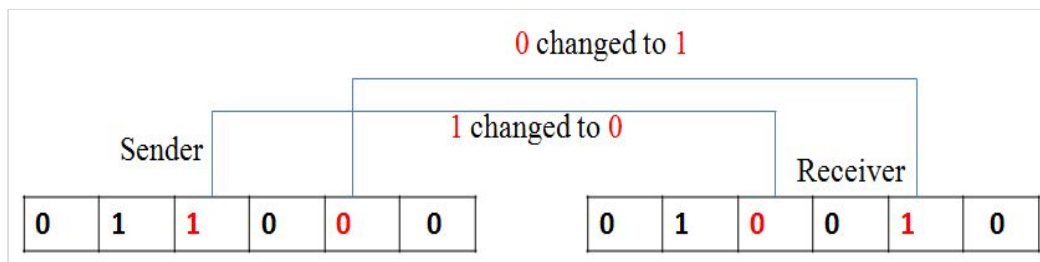 0 changed to 1
1 changed to 0
Sender
Receiver
0 1 1 0 0 0
0 1 0 0 1 0